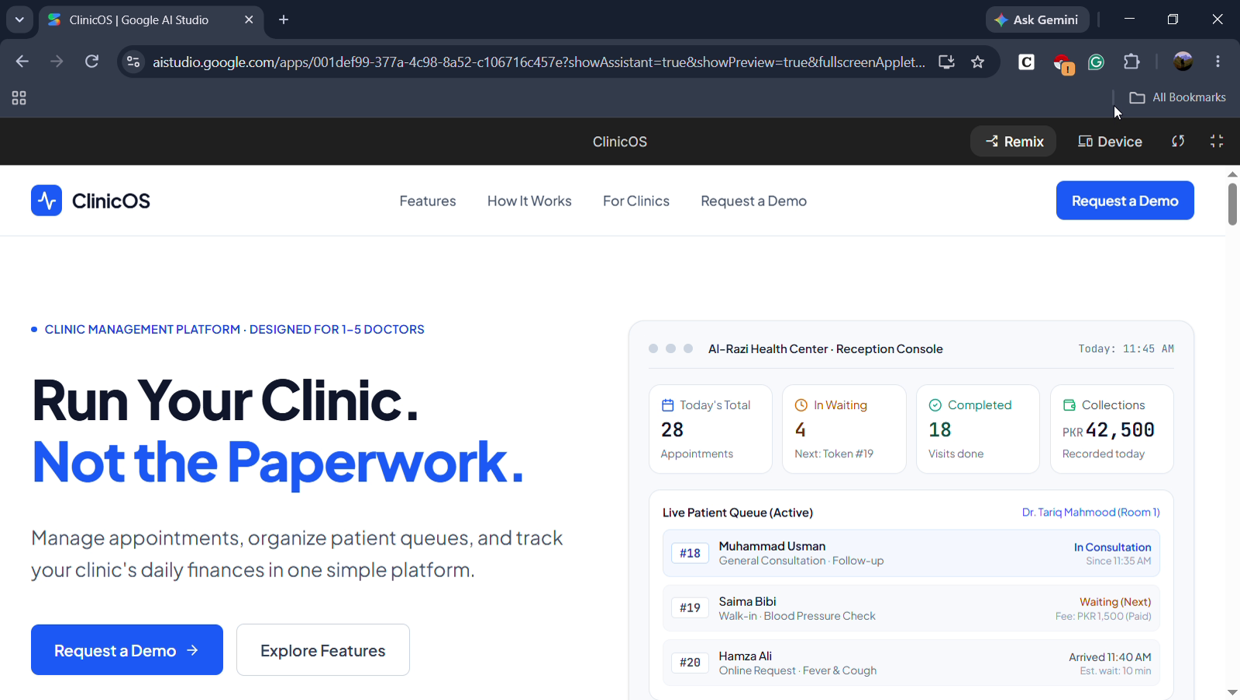 ClinicOS | Google AI Studio
Ask Gemini
aistudio.google.com/apps/001def99-377a-4c98-8a52-c106716c457e?showAssistant=true&showPreview=true&fullscreenApplet...
All Bookmarks
ClinicOS
Remix
Device
ClinicOS
Features
How It Works
For Clinics
Request a Demo
Request a Demo
CLINIC MANAGEMENT PLATFORM · DESIGNED FOR 1–5 DOCTORS
Run Your Clinic.
Not the Paperwork.
Manage appointments, organize patient queues, and track
your clinic's daily finances in one simple platform.
Request a Demo →
Explore Features
Al-Razi Health Center · Reception Console
Today: 11:45 AM
Today's Total
28
Appointments
In Waiting
4
Next: Token #19
Completed
18
Visits done
Collections
PKR 42,500
Recorded today
Live Patient Queue (Active)
Dr. Tariq Mahmood (Room 1)
#18
Muhammad Usman
General Consultation · Follow-up
In Consultation
Since 11:35 AM
#19
Saima Bibi
Walk-in · Blood Pressure Check
Waiting (Next)
Fee: PKR 1,500 (Paid)
#20
Hamza Ali
Online Request · Fever & Cough
Arrived 11:40 AM
Est. wait: 10 min